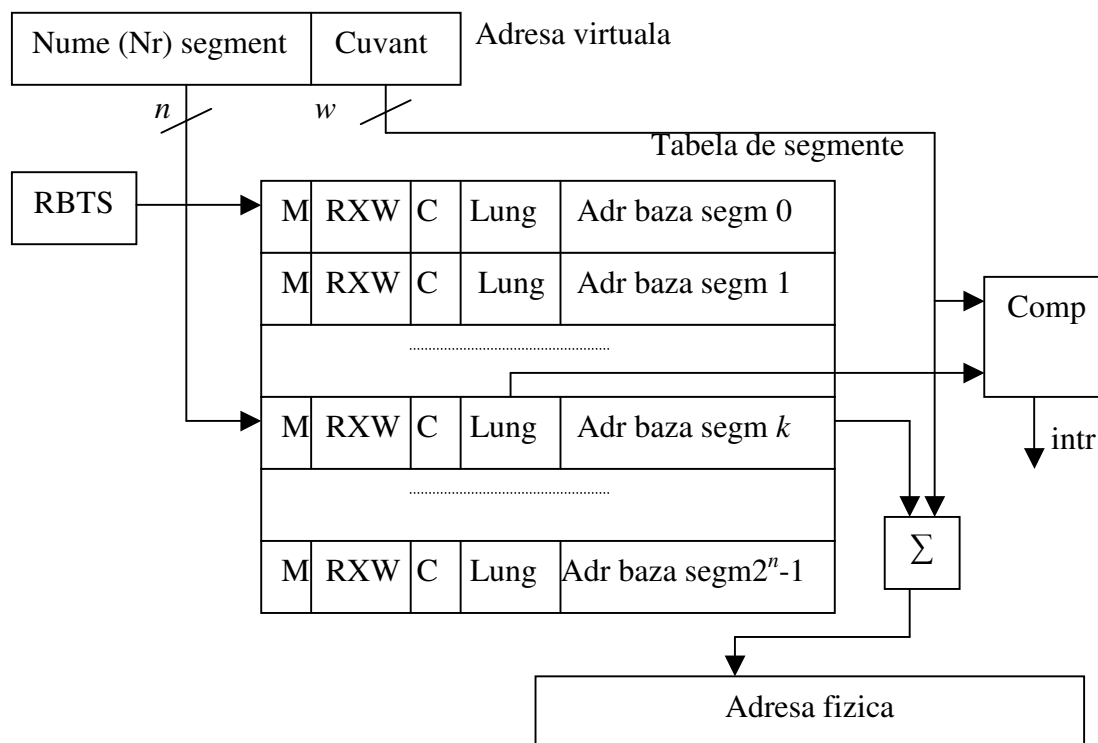 Nume (Nr) segment Cuvant Adresa virtuala
n w
Tabela de segmente
RBTS
M RXW C Lung Adr baza segm 0
M RXW C Lung Adr baza segm 1
Comp
M RXW C Lung Adr baza segm k
intr
∑
M RXW C Lung Adr baza segm2ⁿ-1
Adresa fizica